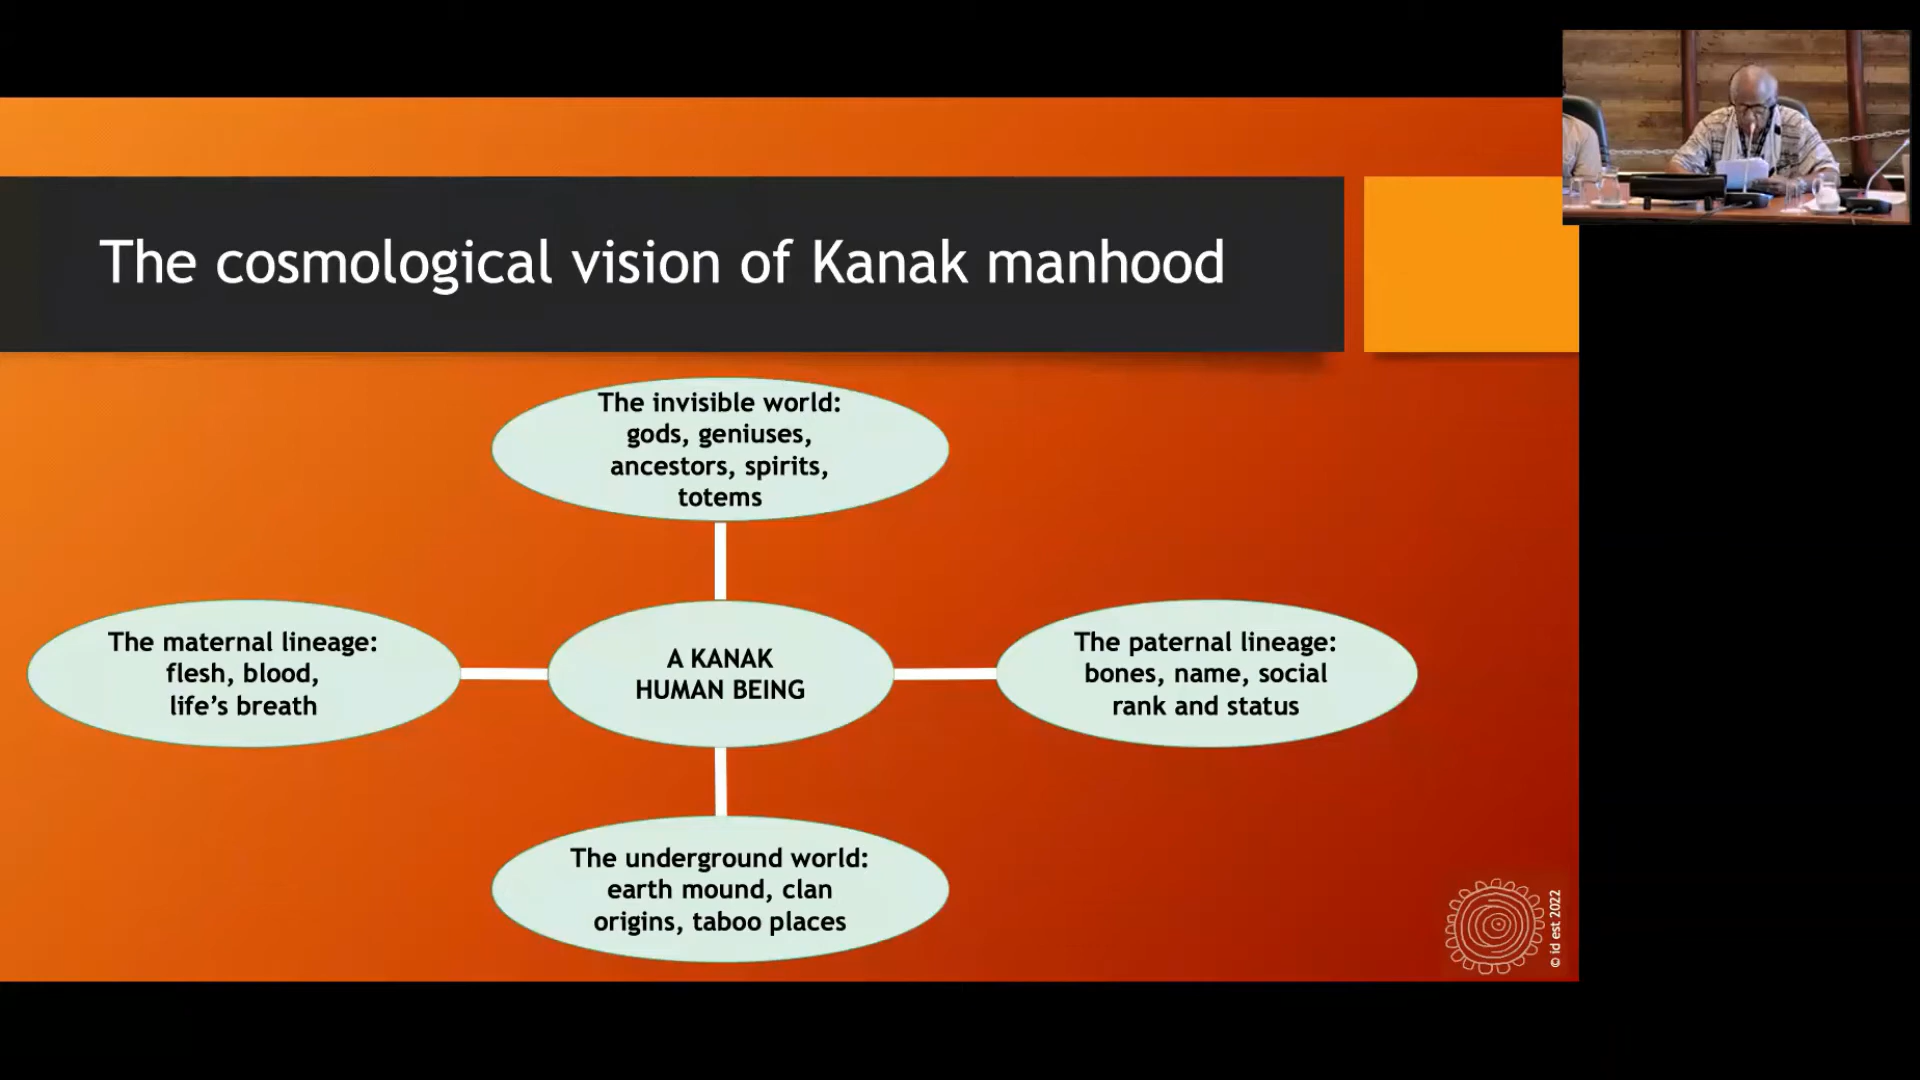 The cosmological vision of Kanak manhood
The invisible world:
gods, geniuses,
ancestors, spirits,
totems
The maternal lineage:
flesh, blood,
life’s breath
A KANAK
HUMAN BEING
The paternal lineage:
bones, name, social
rank and status
The underground world:
earth mound, clan
origins, taboo places
© id est 2022